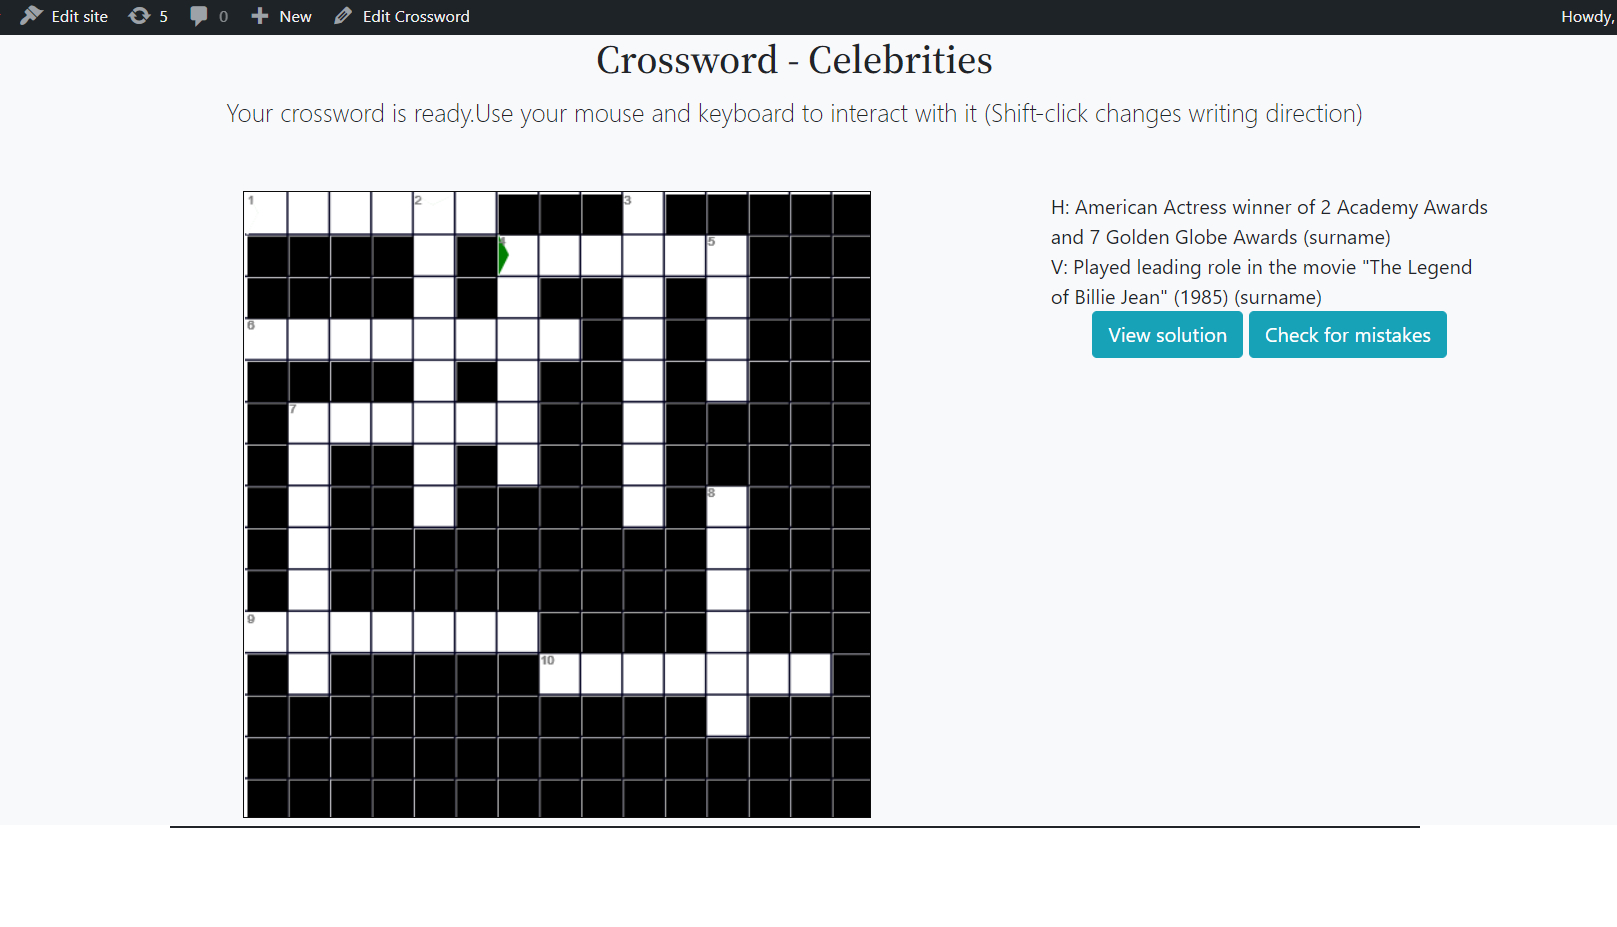 Edit site 5 0 New Edit Crossword Howdy,
Crossword - Celebrities
Your crossword is ready.Use your mouse and keyboard to interact with it (Shift-click changes writing direction)
1 2 3
5
6
7
8
9
10
H: American Actress winner of 2 Academy Awards
and 7 Golden Globe Awards (surname)
V: Played leading role in the movie "The Legend
of Billie Jean" (1985) (surname)
View solution Check for mistakes